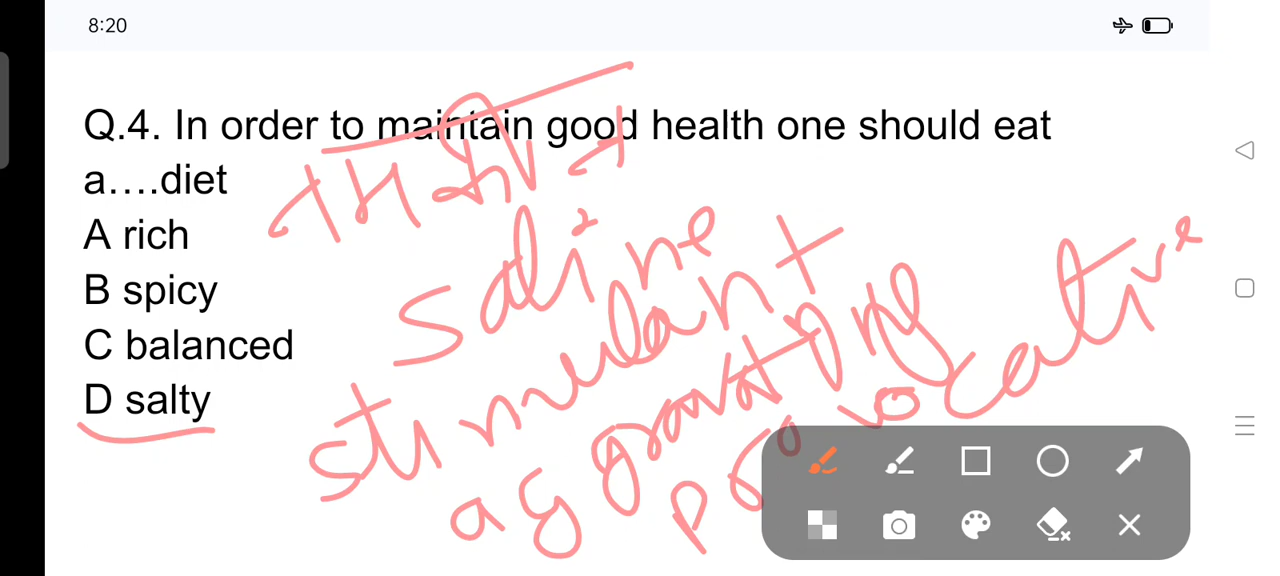 8:20
Q.4. In order to maintain good health one should eat
a....diet
A rich
B spicy
C balanced
D salty
saline
stimulant
aggravating
provocative